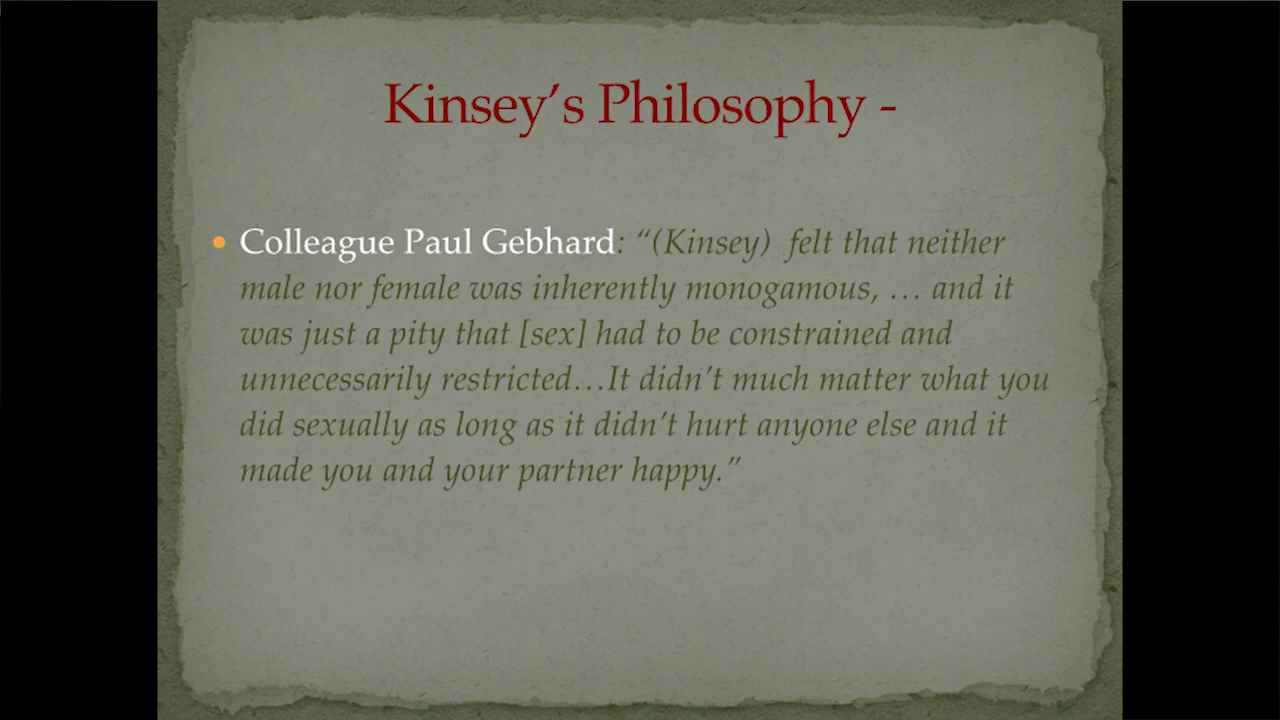 Kinsey’s Philosophy -
• Colleague Paul Gebhard: “(Kinsey)  felt that neither
male nor female was inherently monogamous, … and it
was just a pity that [sex] had to be constrained and
unnecessarily restricted…It didn’t much matter what you
did sexually as long as it didn’t hurt anyone else and it
made you and your partner happy.”